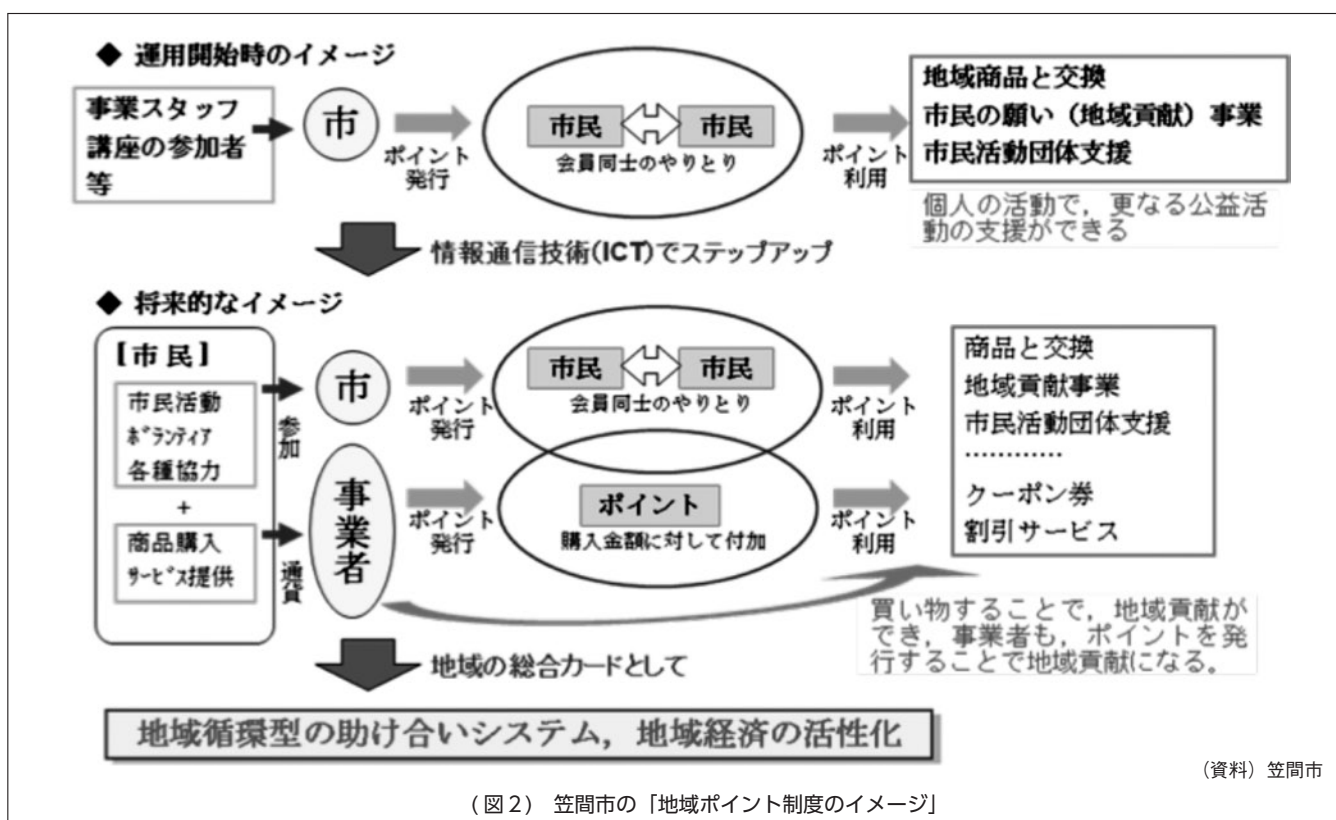 ◆ 運用開始時のイメージ
事業スタッフ
講座の参加者
等
市
ポイント
発行
市民
市民
会員同士のやりとり
ポイント
利用
地域商品と交換
市民の願い（地域貢献）事業
市民活動団体支援
個人の活動で，更なる公益活
動の支援ができる
情報通信技術(ICT)でステップアップ
◆ 将来的なイメージ
【市民】
市民活動
ﾎﾞﾗﾝﾃｨｱ
各種協力
+
商品購入
ｻｰﾋﾞｽ提供
参加
通貨
市
事業者
ポイント
発行
市民
市民
会員同士のやりとり
ポイント
利用
ポイント
発行
ポイント
購入金額に対して付加
ポイント
利用
商品と交換
地域貢献事業
市民活動団体支援
…………
クーポン券
割引サービス
買い物することで，地域貢献が
でき，事業者も，ポイントを発
行することで地域貢献になる。
地域の総合カードとして
地域循環型の助け合いシステム，地域経済の活性化
（資料）笠間市
(図２) 笠間市の「地域ポイント制度のイメージ」